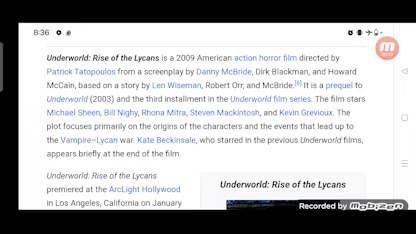 8:36
Underworld: Rise of the Lycans is a 2009 American action horror film directed by
Patrick Tatopoulos from a screenplay by Danny McBride, Dirk Blackman, and Howard
McCain, based on a story by Len Wiseman, Robert Orr, and McBride.[6] It is a prequel to
Underworld (2003) and the third installment in the Underworld film series. The film stars
Michael Sheen, Bill Nighy, Rhona Mitra, Steven Mackintosh, and Kevin Grevioux. The
plot focuses primarily on the origins of the characters and the events that lead up to
the Vampire–Lycan war. Kate Beckinsale, who starred in the previous Underworld films,
appears briefly at the end of the film.
Underworld: Rise of the Lycans
premiered at the ArcLight Hollywood
in Los Angeles, California on January
Underworld: Rise of the Lycans
Recorded by Mobizen